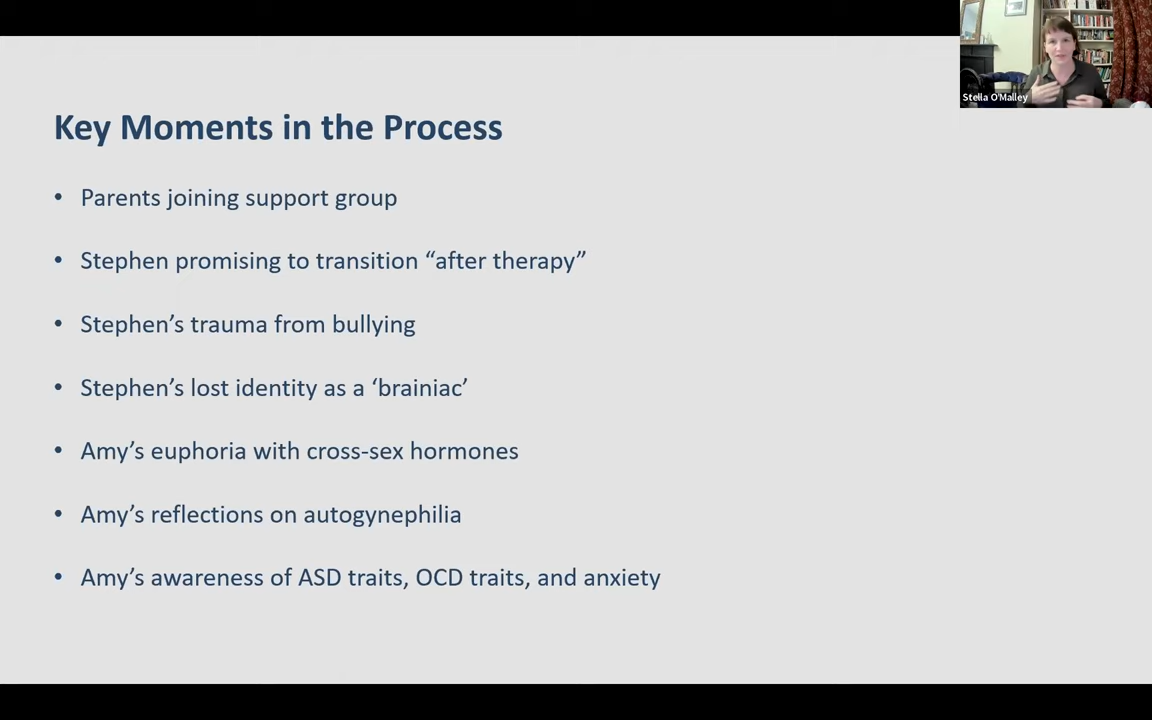 Stella O'Malley
Key Moments in the Process
• Parents joining support group
• Stephen promising to transition “after therapy”
• Stephen’s trauma from bullying
• Stephen’s lost identity as a ‘brainiac’
• Amy’s euphoria with cross-sex hormones
• Amy’s reflections on autogynephilia
• Amy’s awareness of ASD traits, OCD traits, and anxiety